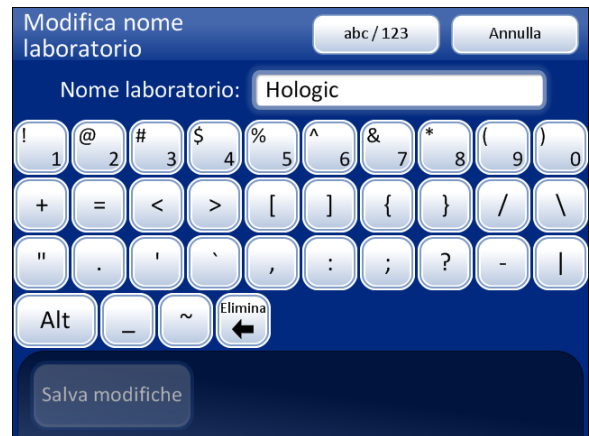 Modifica nome
laboratorio
abc / 123
Annulla
Nome laboratorio: Hologic
! 1 @ 2 # 3 $ 4 % 5 ^ 6 & 7 * 8 ( 9 ) 0
+ = < > [ ] { } / \
" . ' ` , : ; ? - |
Alt _ ~ Elimina
Salva modifiche